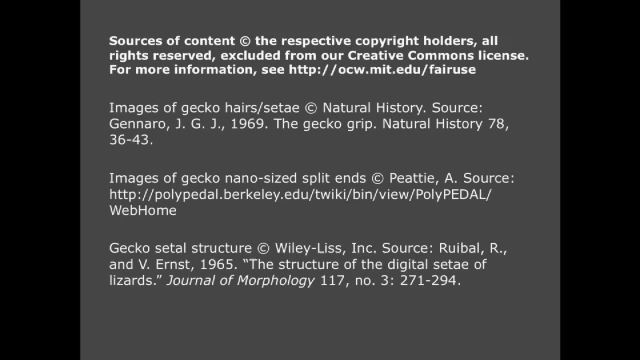 Sources of content © the respective copyright holders, all
rights reserved, excluded from our Creative Commons license.
For more information, see http://ocw.mit.edu/fairuse
Images of gecko hairs/setae © Natural History. Source:
Gennaro, J. G. J., 1969. The gecko grip. Natural History 78,
36-43.
Images of gecko nano-sized split ends © Peattie, A. Source:
http://polypedal.berkeley.edu/twiki/bin/view/PolyPEDAL/
WebHome
Gecko setal structure © Wiley-Liss, Inc. Source: Ruibal, R.,
and V. Ernst, 1965. “The structure of the digital setae of
lizards.” Journal of Morphology 117, no. 3: 271-294.